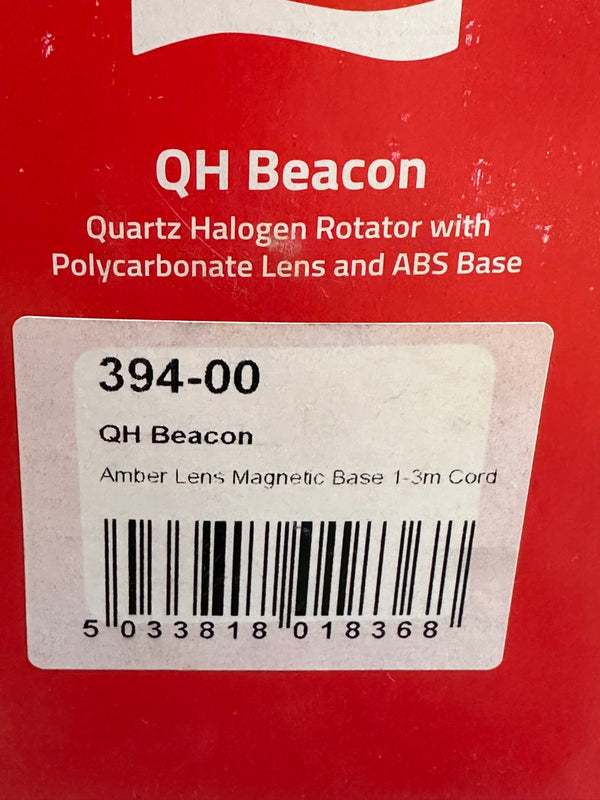 QH Beacon
Quartz Halogen Rotator with
Polycarbonate Lens and ABS Base
394-00
QH Beacon
Amber Lens Magnetic Base 1-3m Cord
5 033818 018368